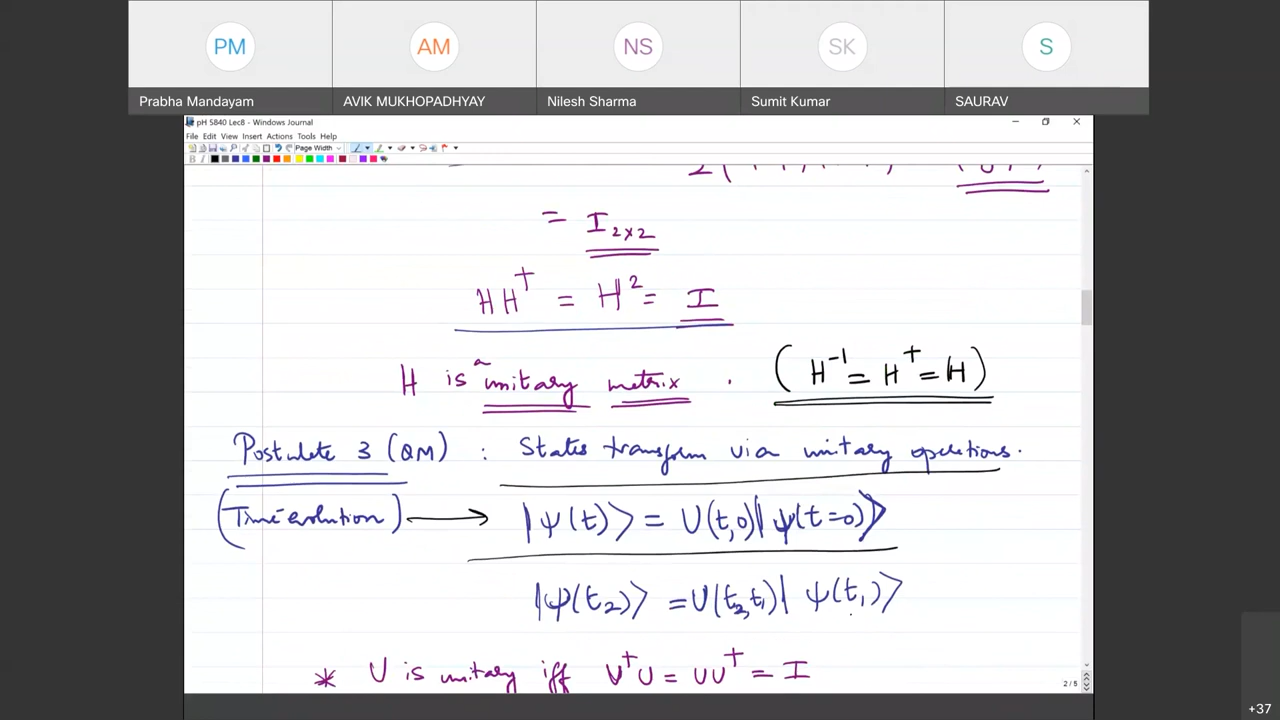 PM AM NS SK S
Prabha Mandayam AVIK MUKHOPADHYAY Nilesh Sharma Sumit Kumar SAURAV
pH 5840 Lec8 - Windows Journal
File Edit View Insert Actions Tools Help
Page Width
= I₂ₓ₂
HH† = H² = I
H is a unitary metrix . (H⁻¹ = H† = H)
Postulate 3 (QM) : States transform via unitary operations.
(Time evolution) → |ψ(t)⟩ = U(t,0)|ψ(t=0)⟩
|ψ(t₂)⟩ = U(t₂,t₁)|ψ(t₁)⟩
* U is unitary iff U†U = UU† = I
2 / 5
+37